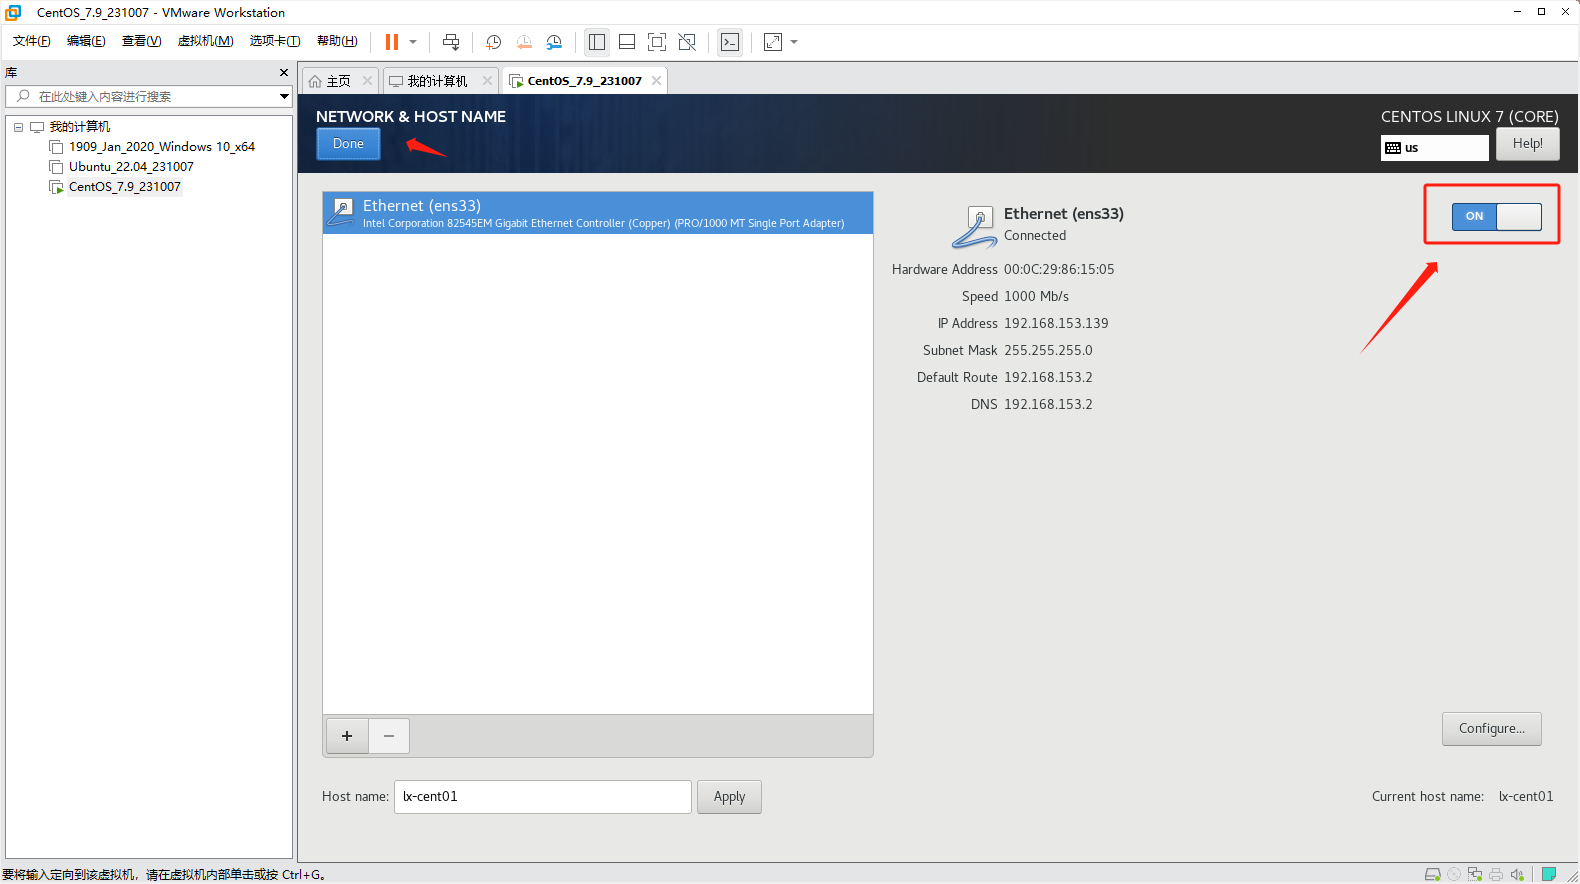 CentOS_7.9_231007 - VMware Workstation
文件(F) 编辑(E) 查看(V) 虚拟机(M) 选项卡(T) 帮助(H)
库
在此处键入内容进行搜索
我的计算机
1909_Jan_2020_Windows 10_x64
Ubuntu_22.04_231007
CentOS_7.9_231007
主页 我的计算机 CentOS_7.9_231007
NETWORK & HOST NAME
Done
CENTOS LINUX 7 (CORE)
us
Help!
Ethernet (ens33)
Intel Corporation 82545EM Gigabit Ethernet Controller (Copper) (PRO/1000 MT Single Port Adapter)
Ethernet (ens33)
Connected
ON
Hardware Address 00:0C:29:86:15:05
Speed 1000 Mb/s
IP Address 192.168.153.139
Subnet Mask 255.255.255.0
Default Route 192.168.153.2
DNS 192.168.153.2
+ −
Configure...
Host name: lx-cent01 Apply
Current host name: lx-cent01
要将输入定向到该虚拟机，请在虚拟机内部单击或按 Ctrl+G。